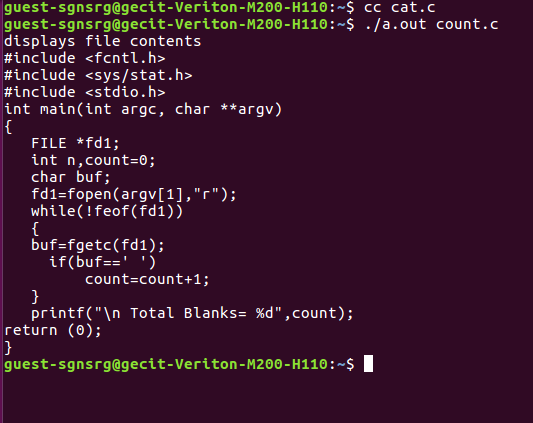 guest-sgnsrg@gecit-Veriton-M200-H110:~$ cc cat.c
guest-sgnsrg@gecit-Veriton-M200-H110:~$ ./a.out count.c
displays file contents
#include <fcntl.h>
#include <sys/stat.h>
#include <stdio.h>
int main(int argc, char **argv)
{
   FILE *fd1;
   int n,count=0;
   char buf;
   fd1=fopen(argv[1],"r");
   while(!feof(fd1))
   {
   buf=fgetc(fd1);
     if(buf==' ')
         count=count+1;
   }
   printf("\n Total Blanks= %d",count);
return (0);
}
guest-sgnsrg@gecit-Veriton-M200-H110:~$